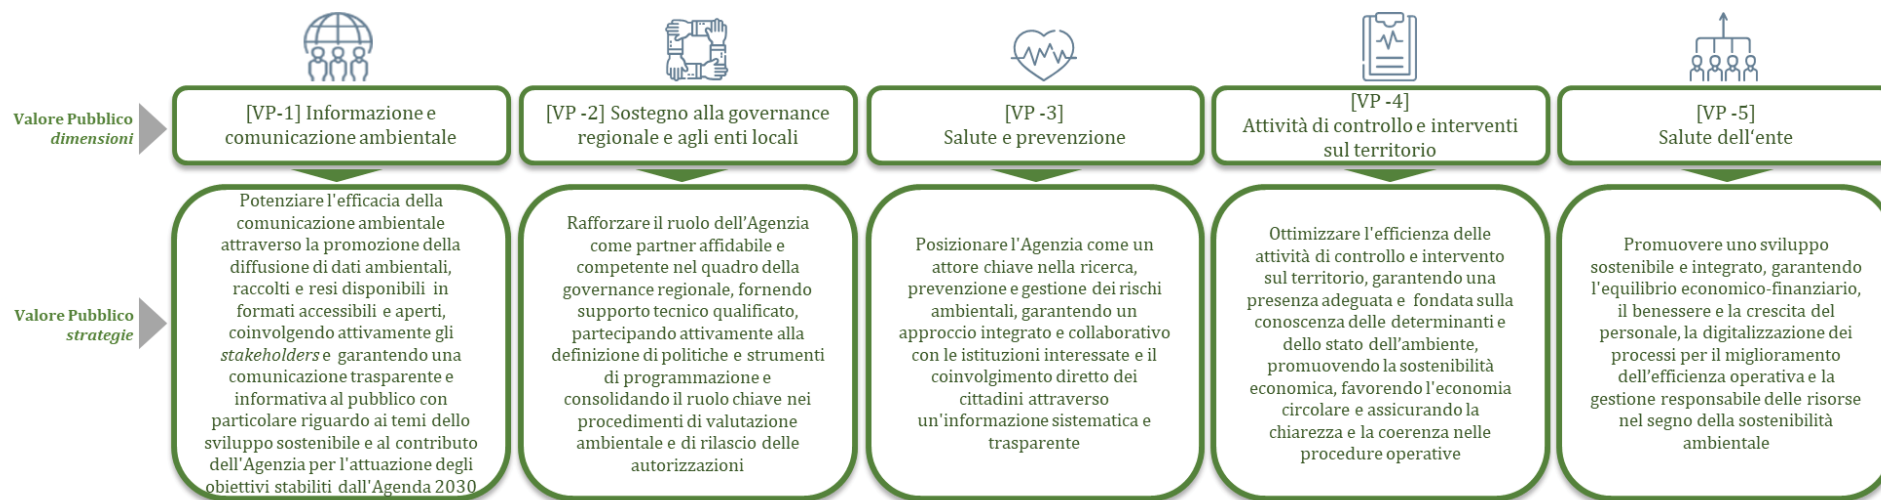 Valore Pubblico
dimensioni
[VP-1] Informazione e
comunicazione ambientale
[VP -2] Sostegno alla governance
regionale e agli enti locali
[VP -3]
Salute e prevenzione
[VP -4]
Attività di controllo e interventi
sul territorio
[VP -5]
Salute dell‘ente
Valore Pubblico
strategie
Potenziare l'efficacia della
comunicazione ambientale
attraverso la promozione della
diffusione di dati ambientali,
raccolti e resi disponibili in
formati accessibili e aperti,
coinvolgendo attivamente gli
stakeholders e garantendo una
comunicazione trasparente e
informativa al pubblico con
particolare riguardo ai temi dello
sviluppo sostenibile e al contributo
dell'Agenzia per l'attuazione degli
obiettivi stabiliti dall'Agenda 2030
Rafforzare il ruolo dell’Agenzia
come partner affidabile e
competente nel quadro della
governance regionale, fornendo
supporto tecnico qualificato,
partecipando attivamente alla
definizione di politiche e strumenti
di programmazione e
consolidando il ruolo chiave nei
procedimenti di valutazione
ambientale e di rilascio delle
autorizzazioni
Posizionare l'Agenzia come un
attore chiave nella ricerca,
prevenzione e gestione dei rischi
ambientali, garantendo un
approccio integrato e collaborativo
con le istituzioni interessate e il
coinvolgimento diretto dei
cittadini attraverso
un'informazione sistematica e
trasparente
Ottimizzare l'efficienza delle
attività di controllo e intervento
sul territorio, garantendo una
presenza adeguata e fondata sulla
conoscenza delle determinanti e
dello stato dell’ambiente,
promuovendo la sostenibilità
economica, favorendo l'economia
circolare e assicurando la
chiarezza e la coerenza nelle
procedure operative
Promuovere uno sviluppo
sostenibile e integrato, garantendo
l'equilibrio economico-finanziario,
il benessere e la crescita del
personale, la digitalizzazione dei
processi per il miglioramento
dell’efficienza operativa e la
gestione responsabile delle risorse
nel segno della sostenibilità
ambientale